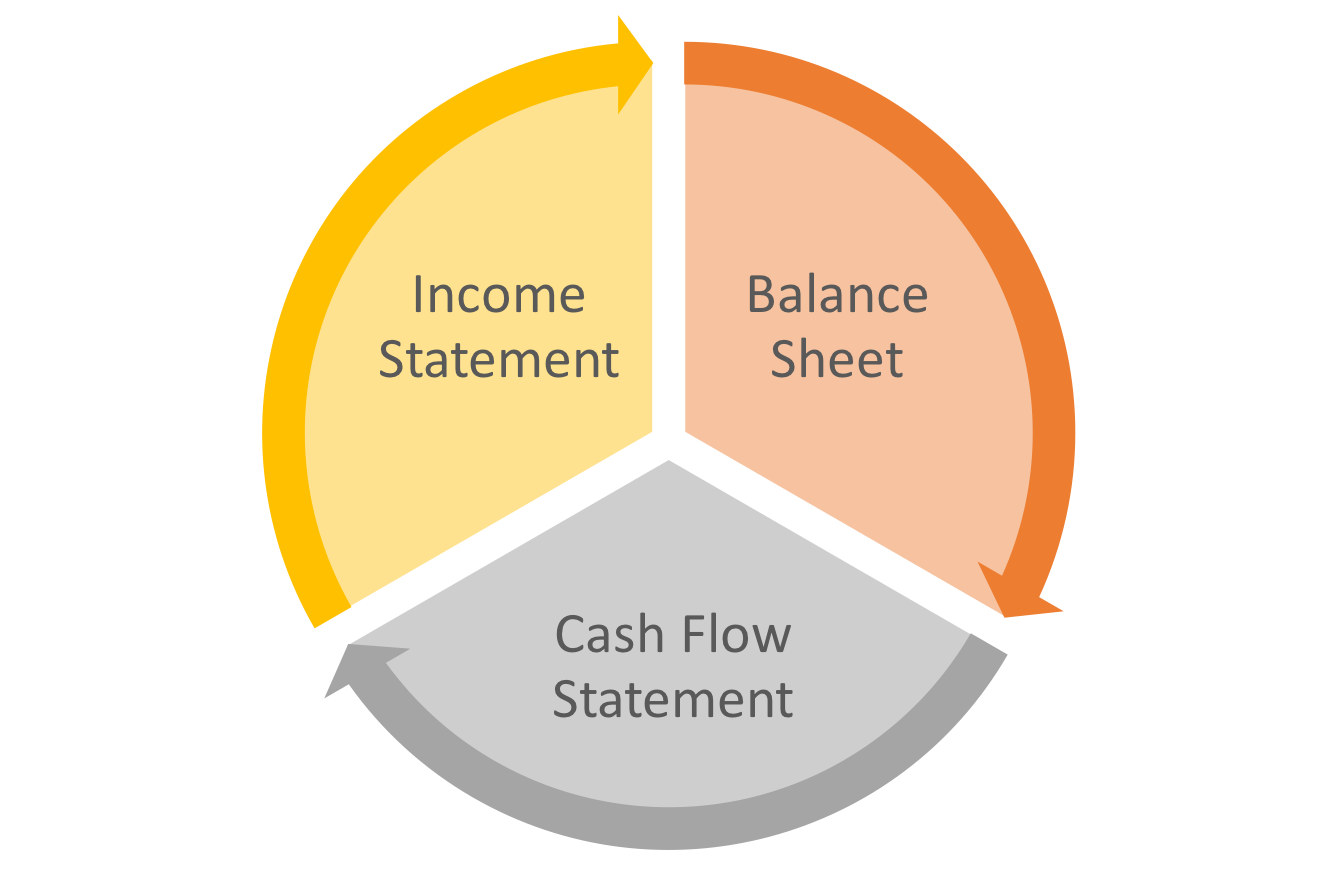 Income
Statement
Balance
Sheet
Cash Flow
Statement